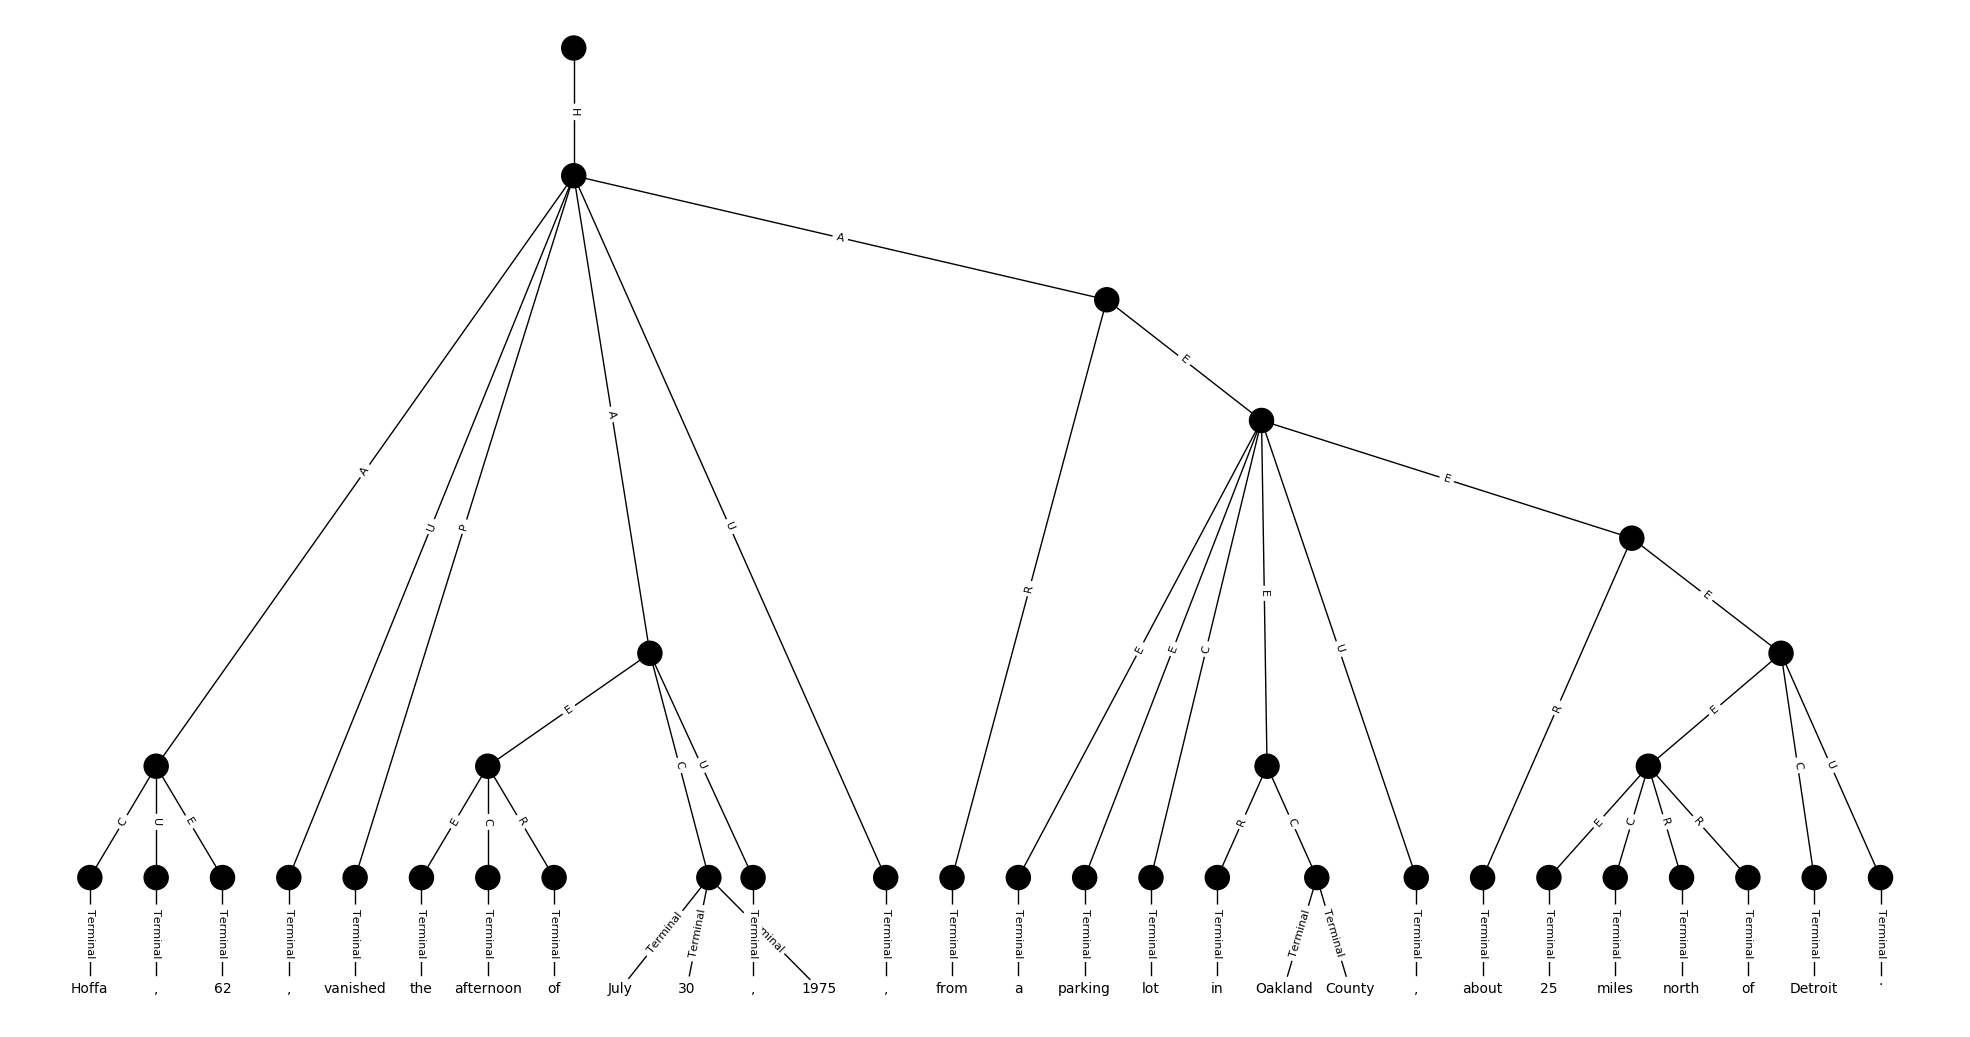 H
A
A
E
A
E
P
U
U
R
E
E
E
E
C
U
E
R
E
C
U
E
C
U
C
U
E
E
C
R
R
C
E
C
R
R
Terminal Terminal Terminal Terminal Terminal Terminal Terminal Terminal Terminal Terminal Terminal minal Terminal Terminal Terminal Terminal Terminal Terminal Terminal Terminal Terminal Terminal Terminal Terminal Terminal Terminal Terminal Terminal
Hoffa , 62 , vanished the afternoon of July 30 , 1975 , from a parking lot in Oakland County , about 25 miles north of Detroit .